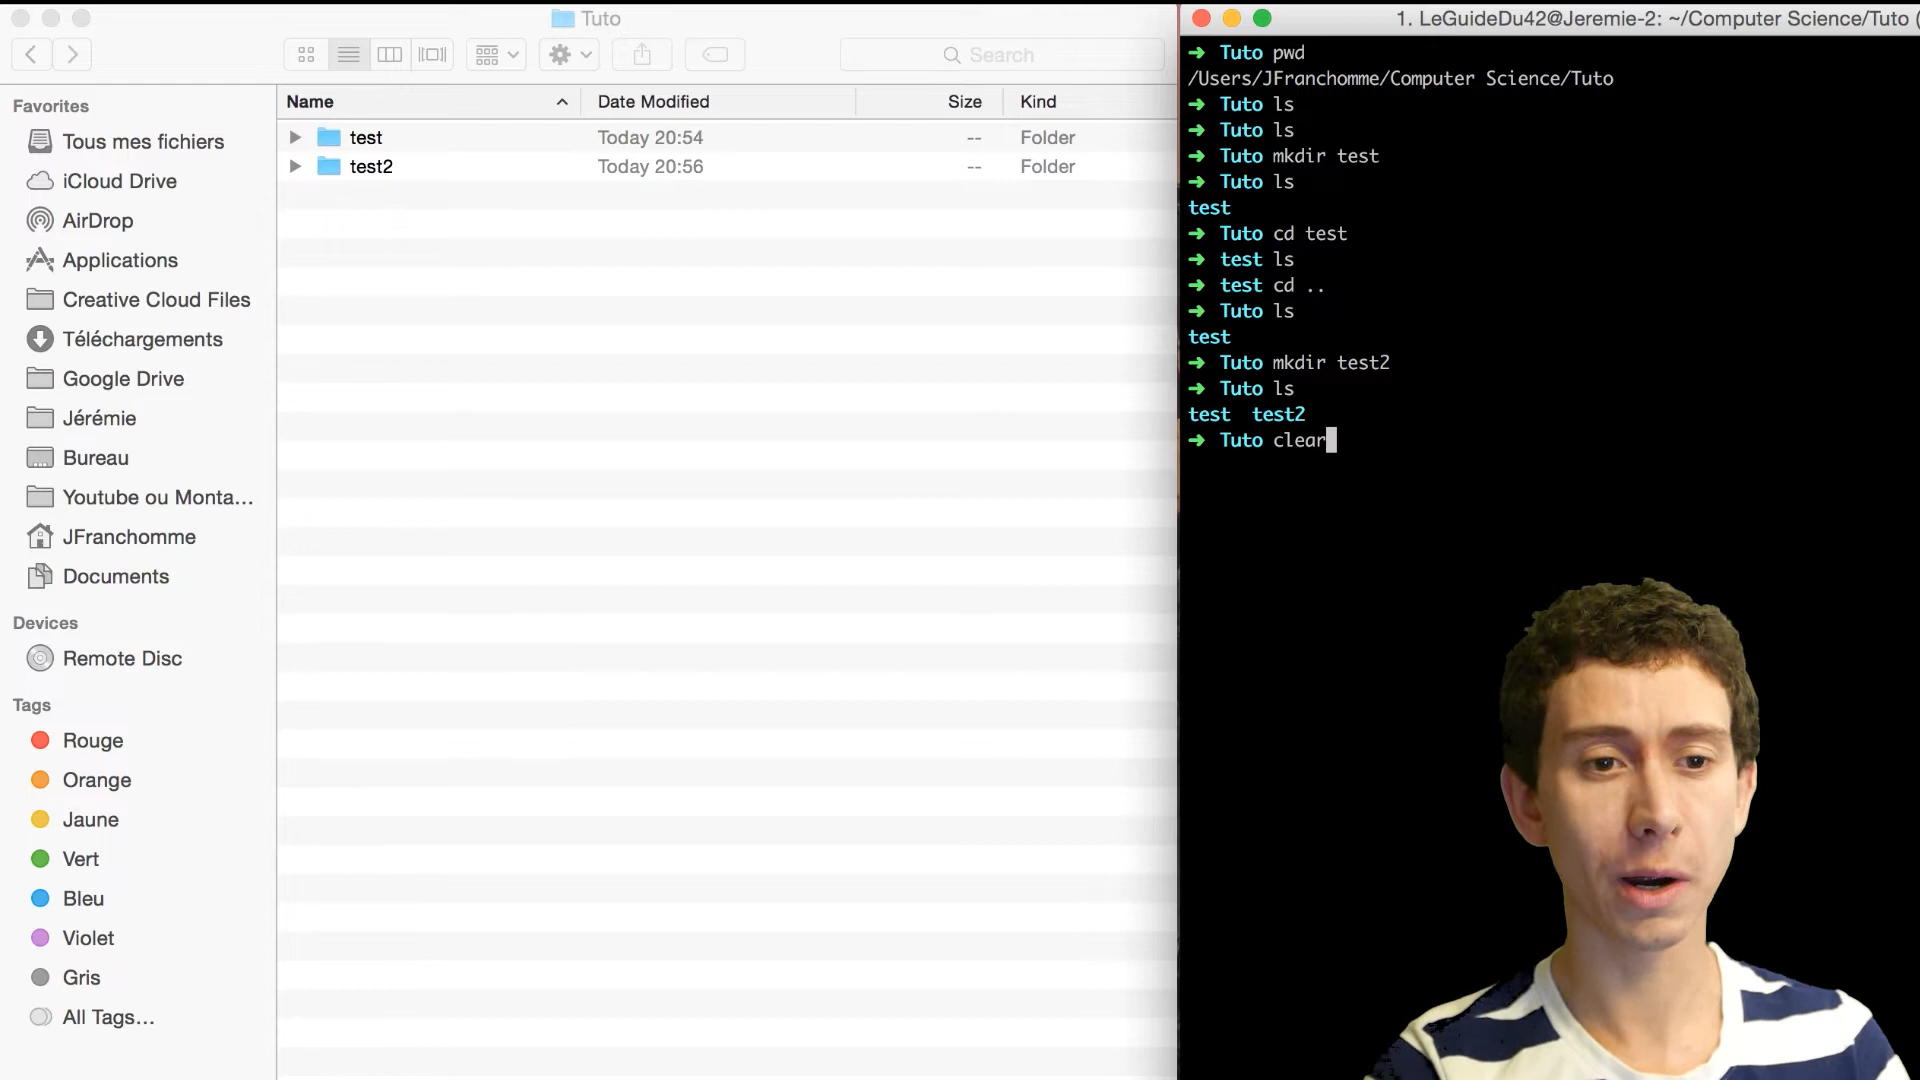 Tuto
Search
Favorites
Tous mes fichiers
iCloud Drive
AirDrop
Applications
Creative Cloud Files
Téléchargements
Google Drive
Jérémie
Bureau
Youtube ou Monta...
JFranchomme
Documents
Devices
Remote Disc
Tags
Rouge
Orange
Jaune
Vert
Bleu
Violet
Gris
All Tags...
Name Date Modified Size Kind
test Today 20:54 -- Folder
test2 Today 20:56 -- Folder
1. LeGuideDu42@Jeremie-2: ~/Computer Science/Tuto (
➜ Tuto pwd
/Users/JFranchomme/Computer Science/Tuto
➜ Tuto ls
➜ Tuto ls
➜ Tuto mkdir test
➜ Tuto ls
test
➜ Tuto cd test
➜ test ls
➜ test cd ..
➜ Tuto ls
test
➜ Tuto mkdir test2
➜ Tuto ls
test test2
➜ Tuto clear